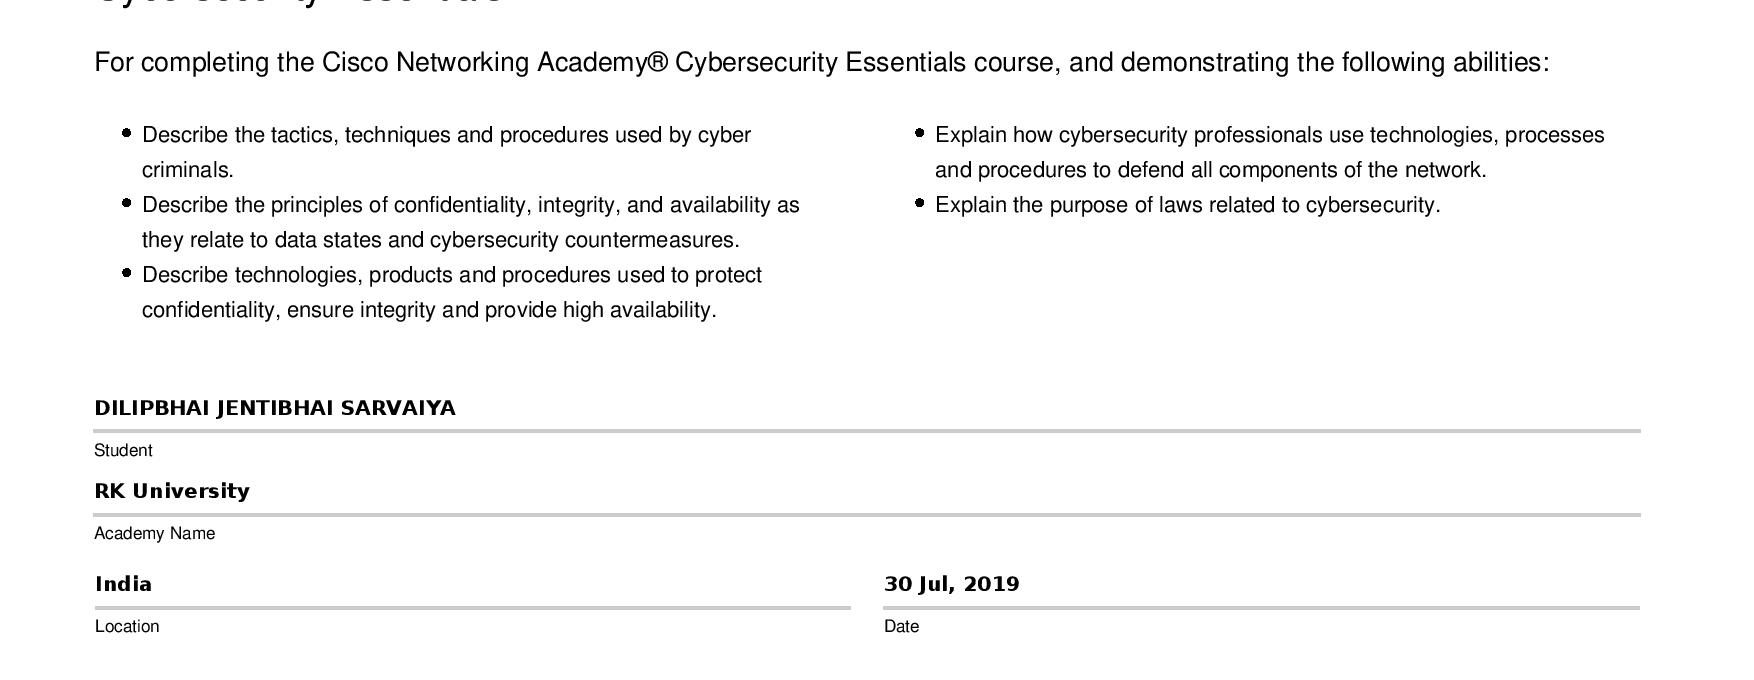 For completing the Cisco Networking Academy® Cybersecurity Essentials course, and demonstrating the following abilities:
• Describe the tactics, techniques and procedures used by cyber
criminals.
• Describe the principles of confidentiality, integrity, and availability as
they relate to data states and cybersecurity countermeasures.
• Describe technologies, products and procedures used to protect
confidentiality, ensure integrity and provide high availability.
• Explain how cybersecurity professionals use technologies, processes
and procedures to defend all components of the network.
• Explain the purpose of laws related to cybersecurity.
DILIPBHAI JENTIBHAI SARVAIYA
Student
RK University
Academy Name
India
Location
30 Jul, 2019
Date